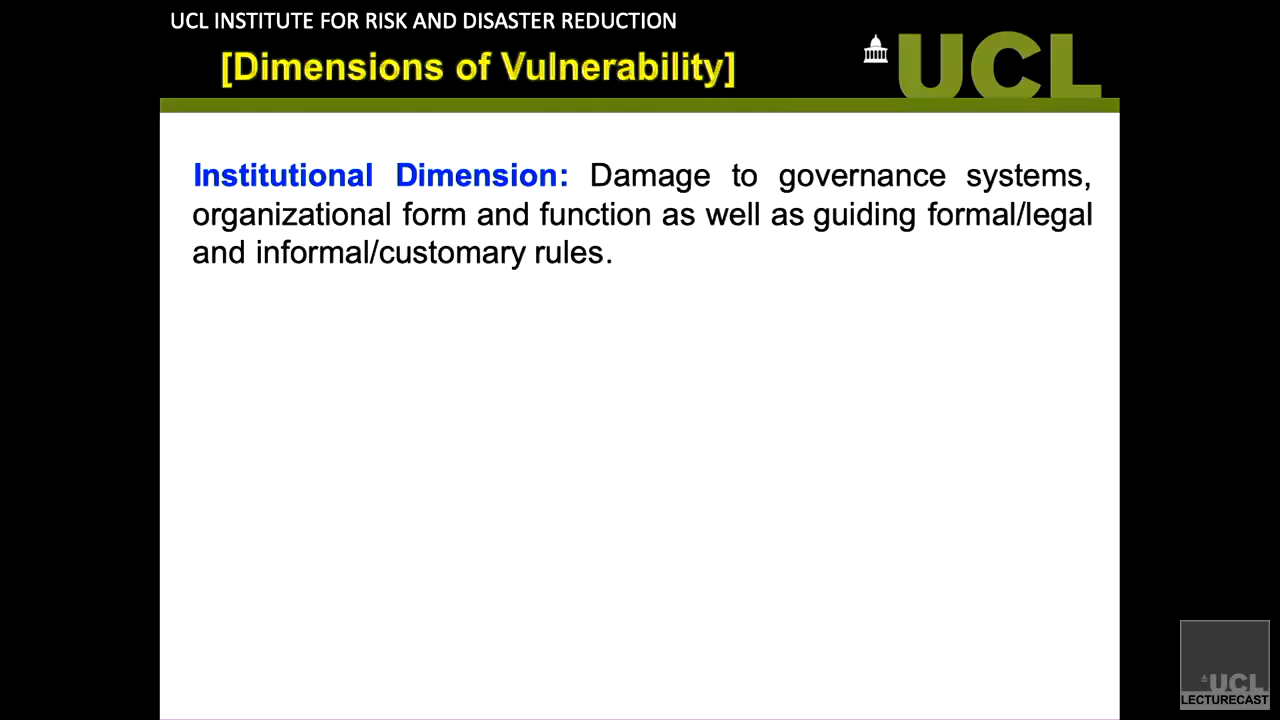 UCL INSTITUTE FOR RISK AND DISASTER REDUCTION
[Dimensions of Vulnerability]
UCL
Institutional Dimension: Damage to governance systems,
organizational form and function as well as guiding formal/legal
and informal/customary rules.
UCL
LECTURECAST